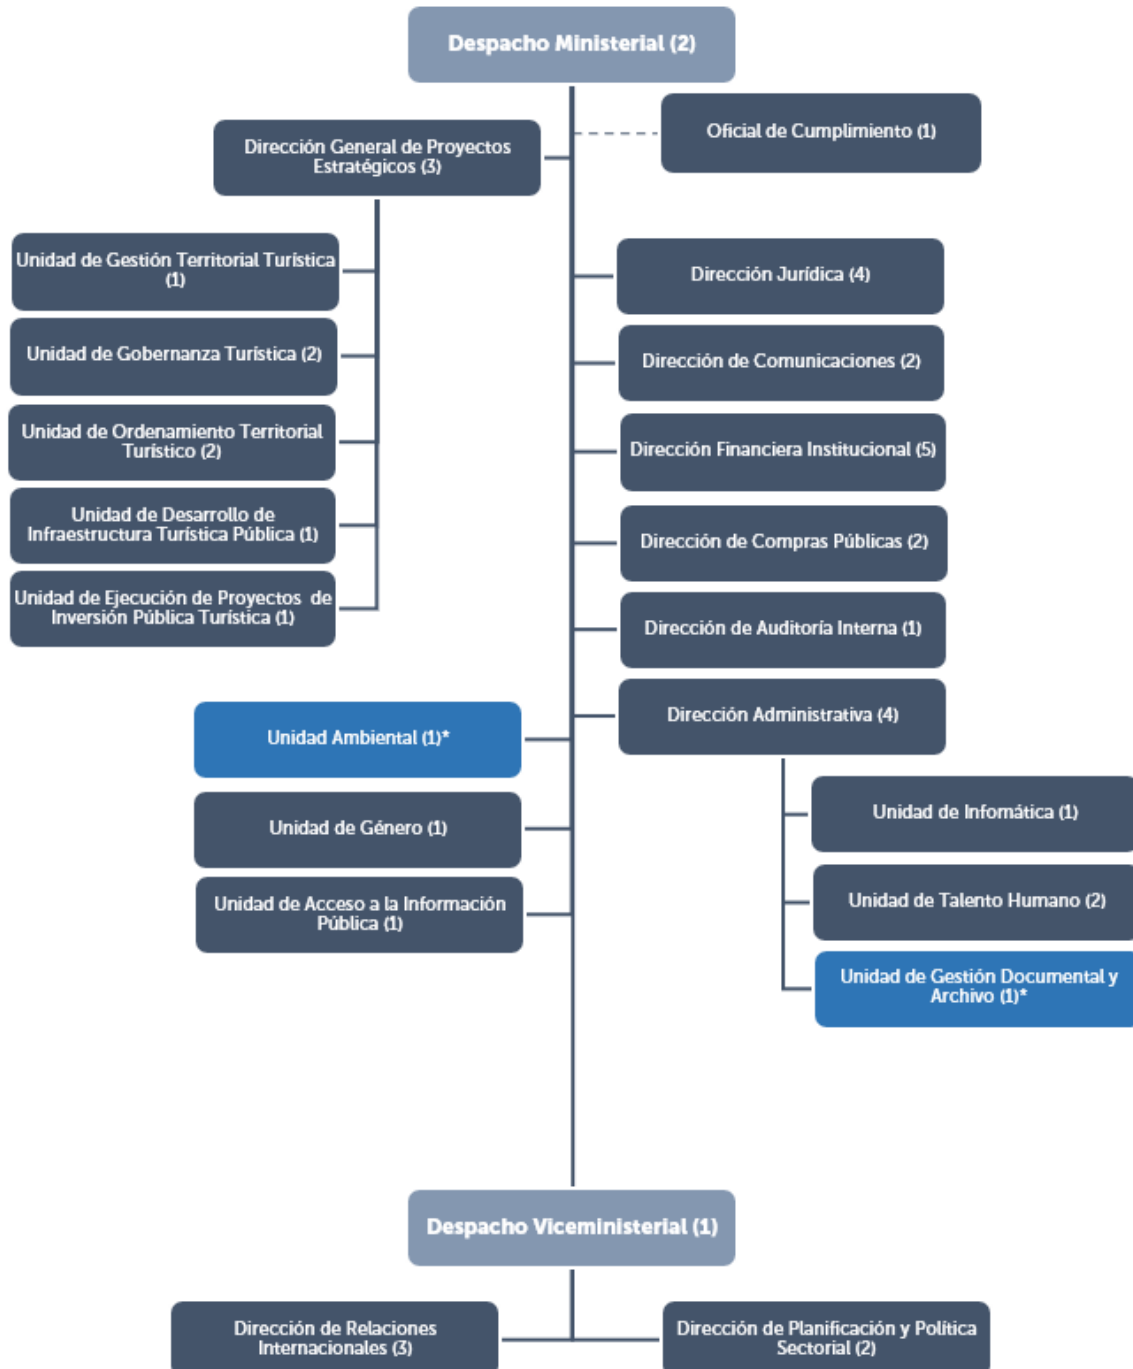 Despacho Ministerial (2)
Oficial de Cumplimiento (1)
Dirección General de Proyectos
Estratégicos (3)
Unidad de Gestión Territorial Turística
(1)
Unidad de Gobernanza Turística (2)
Unidad de Ordenamiento Territorial
Turístico (2)
Unidad de Desarrollo de
Infraestructura Turística Pública (1)
Unidad de Ejecución de Proyectos de
Inversión Pública Turística (1)
Dirección Jurídica (4)
Dirección de Comunicaciones (2)
Dirección Financiera Institucional (5)
Dirección de Compras Públicas (2)
Dirección de Auditoría Interna (1)
Dirección Administrativa (4)
Unidad Ambiental (1)*
Unidad de Género (1)
Unidad de Acceso a la Información
Pública (1)
Unidad de Infomática (1)
Unidad de Talento Humano (2)
Unidad de Gestión Documental y
Archivo (1)*
Despacho Viceministerial (1)
Dirección de Relaciones
Internacionales (3)
Dirección de Planificación y Política
Sectorial (2)